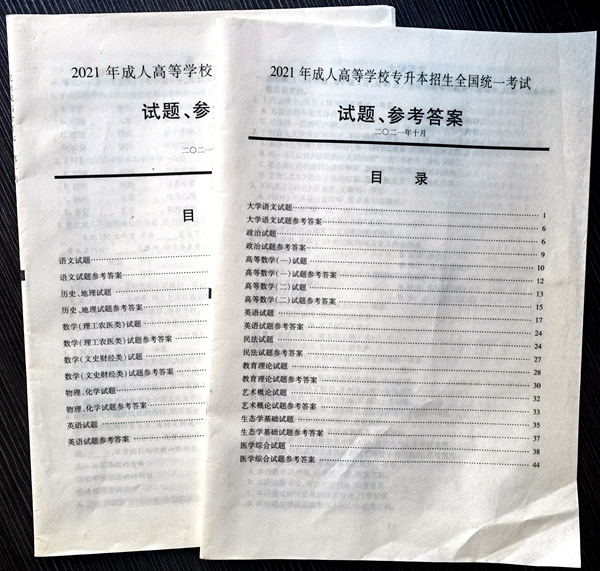 2021 年成人高等学校
试题、参
二〇二一
目
语文试题……
语文试题参考答案……
历史、地理试题……
历史、地理试题参考答案……
数学(理工农医类)试题……
数学(理工农医类)试题参考答案……
数学(文史财经类)试题……
数学(文史财经类)试题参考答案……
物理、化学试题……
物理、化学试题参考答案……
英语试题……
英语试题参考答案……
2021 年成人高等学校专升本招生全国统一考试
试题、参考答案
二〇二一年十月
目 录
大学语文试题…… 1
大学语文试题参考答案…… 6
政治试题…… 6
政治试题参考答案…… 9
高等数学(一)试题…… 10
高等数学(一)试题参考答案…… 12
高等数学(二)试题…… 13
高等数学(二)试题参考答案…… 15
英语试题…… 17
英语试题参考答案…… 24
民法试题…… 24
民法试题参考答案…… 27
教育理论试题…… 28
教育理论试题参考答案…… 30
艺术概论试题…… 32
艺术概论试题参考答案…… 33
生态学基础试题…… 35
生态学基础试题参考答案…… 37
医学综合试题…… 38
医学综合试题参考答案…… 44